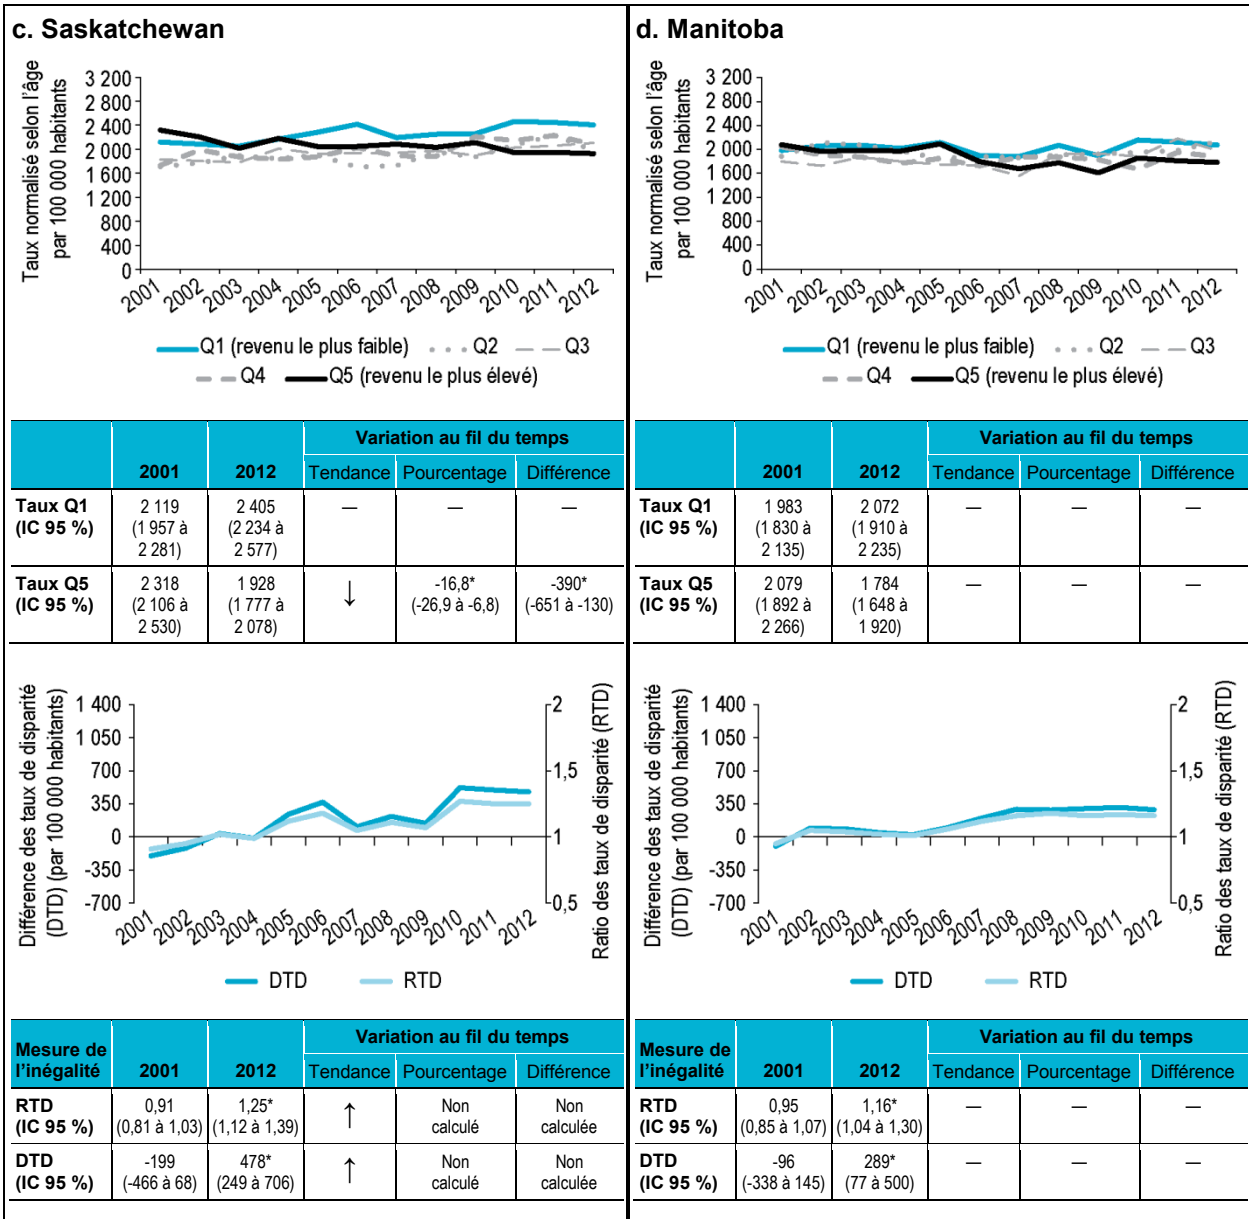 c. Saskatchewan
Taux normalisé selon l'âge
par 100 000 habitants
3 200
2 800
2 400
2 000
1 600
1 200
800
400
0
2001 2002 2003 2004 2005 2006 2007 2008 2009 2010 2011 2012
Q1 (revenu le plus faible) Q2 Q3
Q4 Q5 (revenu le plus élevé)
Variation au fil du temps
2001 2012 Tendance Pourcentage Différence
Taux Q1 2 119 2 405 — — —
(IC 95 %) (1 957 à (2 234 à
2 281) 2 577)
Taux Q5 2 318 1 928 ↓ -16,8* -390*
(IC 95 %) (2 106 à (1 777 à (-26,9 à -6,8) (-651 à -130)
2 530) 2 078)
Différence des taux de disparité
(DTD) (par 100 000 habitants)
1 400
1 050
700
350
0
-350
-700
2
1,5
1
0,5
Ratio des taux de disparité (RTD)
2001 2002 2003 2004 2005 2006 2007 2008 2009 2010 2011 2012
DTD RTD
Variation au fil du temps
Mesure de
l'inégalité 2001 2012 Tendance Pourcentage Différence
RTD 0,91 1,25* ↑ Non Non
(IC 95 %) (0,81 à 1,03) (1,12 à 1,39) calculé calculée
DTD -199 478* ↑ Non Non
(IC 95 %) (-466 à 68) (249 à 706) calculé calculée
d. Manitoba
Taux normalisé selon l'âge
par 100 000 habitants
3 200
2 800
2 400
2 000
1 600
1 200
800
400
0
2001 2002 2003 2004 2005 2006 2007 2008 2009 2010 2011 2012
Q1 (revenu le plus faible) Q2 Q3
Q4 Q5 (revenu le plus élevé)
Variation au fil du temps
2001 2012 Tendance Pourcentage Différence
Taux Q1 1 983 2 072 — — —
(IC 95 %) (1 830 à (1 910 à
2 135) 2 235)
Taux Q5 2 079 1 784 — — —
(IC 95 %) (1 892 à (1 648 à
2 266) 1 920)
Différence des taux de disparité
(DTD) (par 100 000 habitants)
1 400
1 050
700
350
0
-350
-700
2
1,5
1
0,5
Ratio des taux de disparité (RTD)
2001 2002 2003 2004 2005 2006 2007 2008 2009 2010 2011 2012
DTD RTD
Variation au fil du temps
Mesure de
l'inégalité 2001 2012 Tendance Pourcentage Différence
RTD 0,95 1,16* — — —
(IC 95 %) (0,85 à 1,07) (1,04 à 1,30)
DTD -96 289* — — —
(IC 95 %) (-338 à 145) (77 à 500)